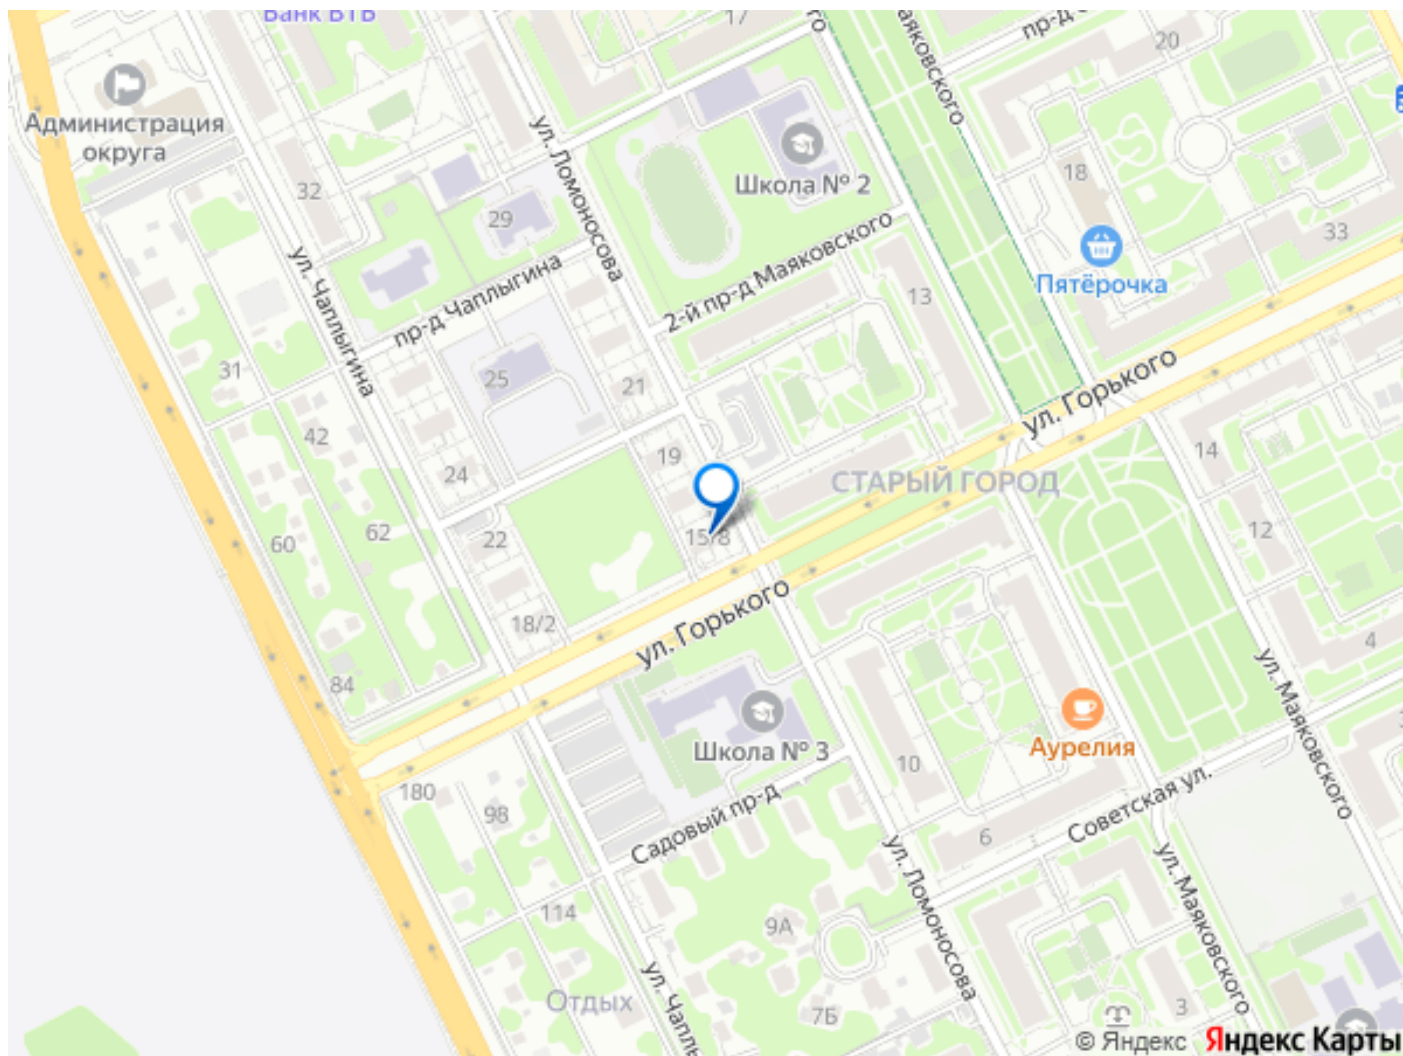 Банк ВТБ
17
20
Администрация
округа
32
29
ул. Ломоносова
Школа № 2
18
33
2-й пр-д Маяковского
Пятёрочка
13
ул. Чаплыгина
пр-д Чаплыгина
31
25
21
ул. Горького
42
24
19
14
СТАРЫЙ ГОРОД
60
62
22
15/8
12
18/2
ул. Горького
4
84
ул. Маяковского
Школа № 3
10
Аурелия
180
98
Садовый пр-д
6
Советская ул.
ул. Ломоносова
ул. Маяковского
114
9А
Отдых
7Б
3
© Яндекс Яндекс Карты